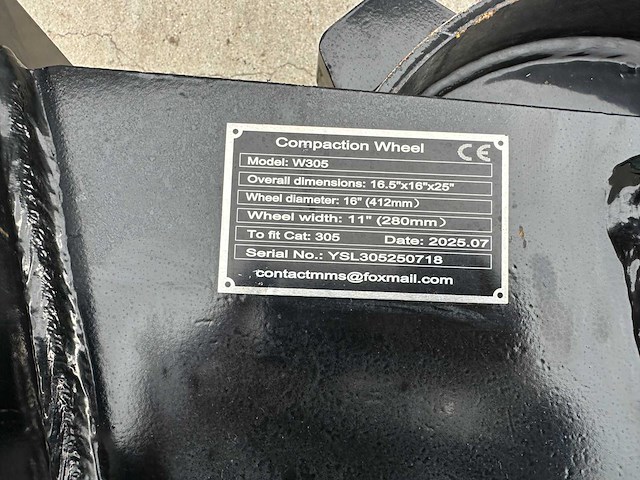 Compaction Wheel CE
Model: W305
Overall dimensions: 16.5"x16"x25"
Wheel diameter: 16" (412mm)
Wheel width: 11" (280mm)
To fit Cat: 305 Date: 2025.07
Serial No.: YSL305250718
contactmms@foxmail.com